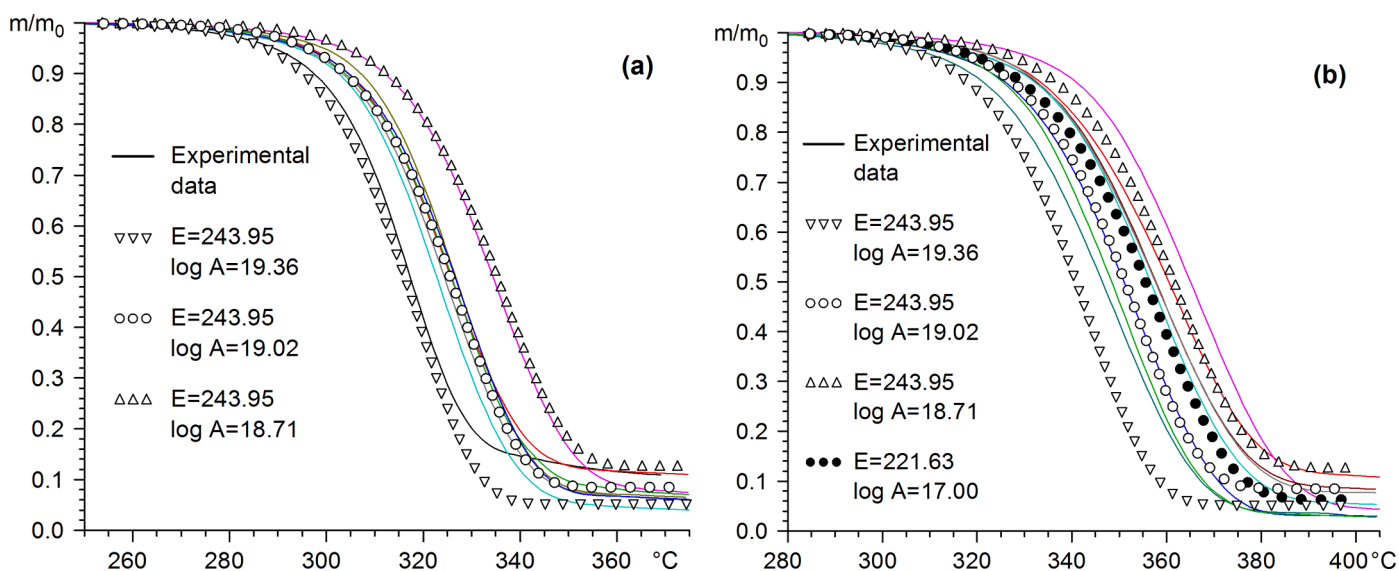 m/m0
(a)
0.9
0.8
0.7
0.6
0.5
0.4
0.3
0.2
0.1
0.0
Experimental
data
E=243.95
log A=19.36
E=243.95
log A=19.02
E=243.95
log A=18.71
260
280
300
320
340
360
°C
m/m0
(b)
0.9
0.8
0.7
0.6
0.5
0.4
0.3
0.2
0.1
0.0
Experimental
data
E=243.95
log A=19.36
E=243.95
log A=19.02
E=243.95
log A=18.71
E=221.63
log A=17.00
280
300
320
340
360
380
400
°C